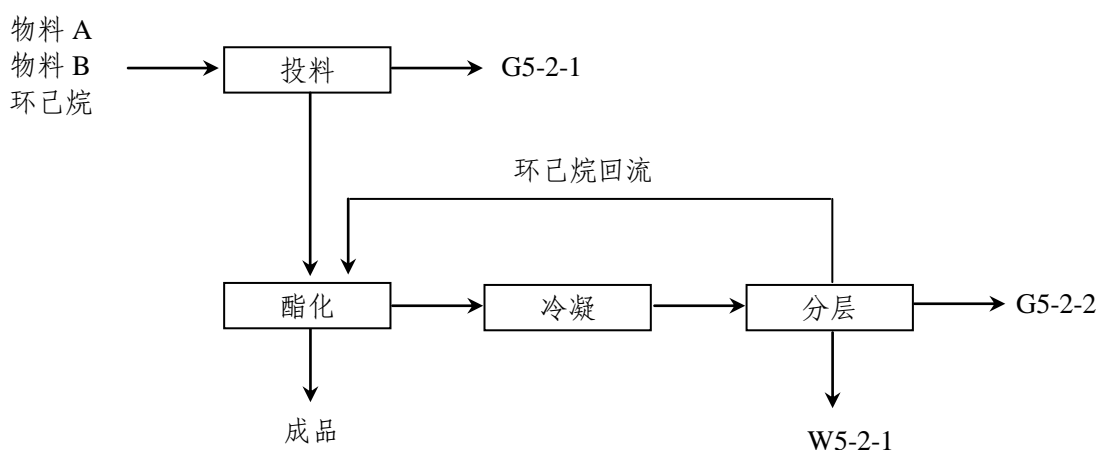 物料 A
物料 B
环己烷
投料
G5-2-1
环己烷回流
酯化
冷凝
分层
G5-2-2
成品
W5-2-1